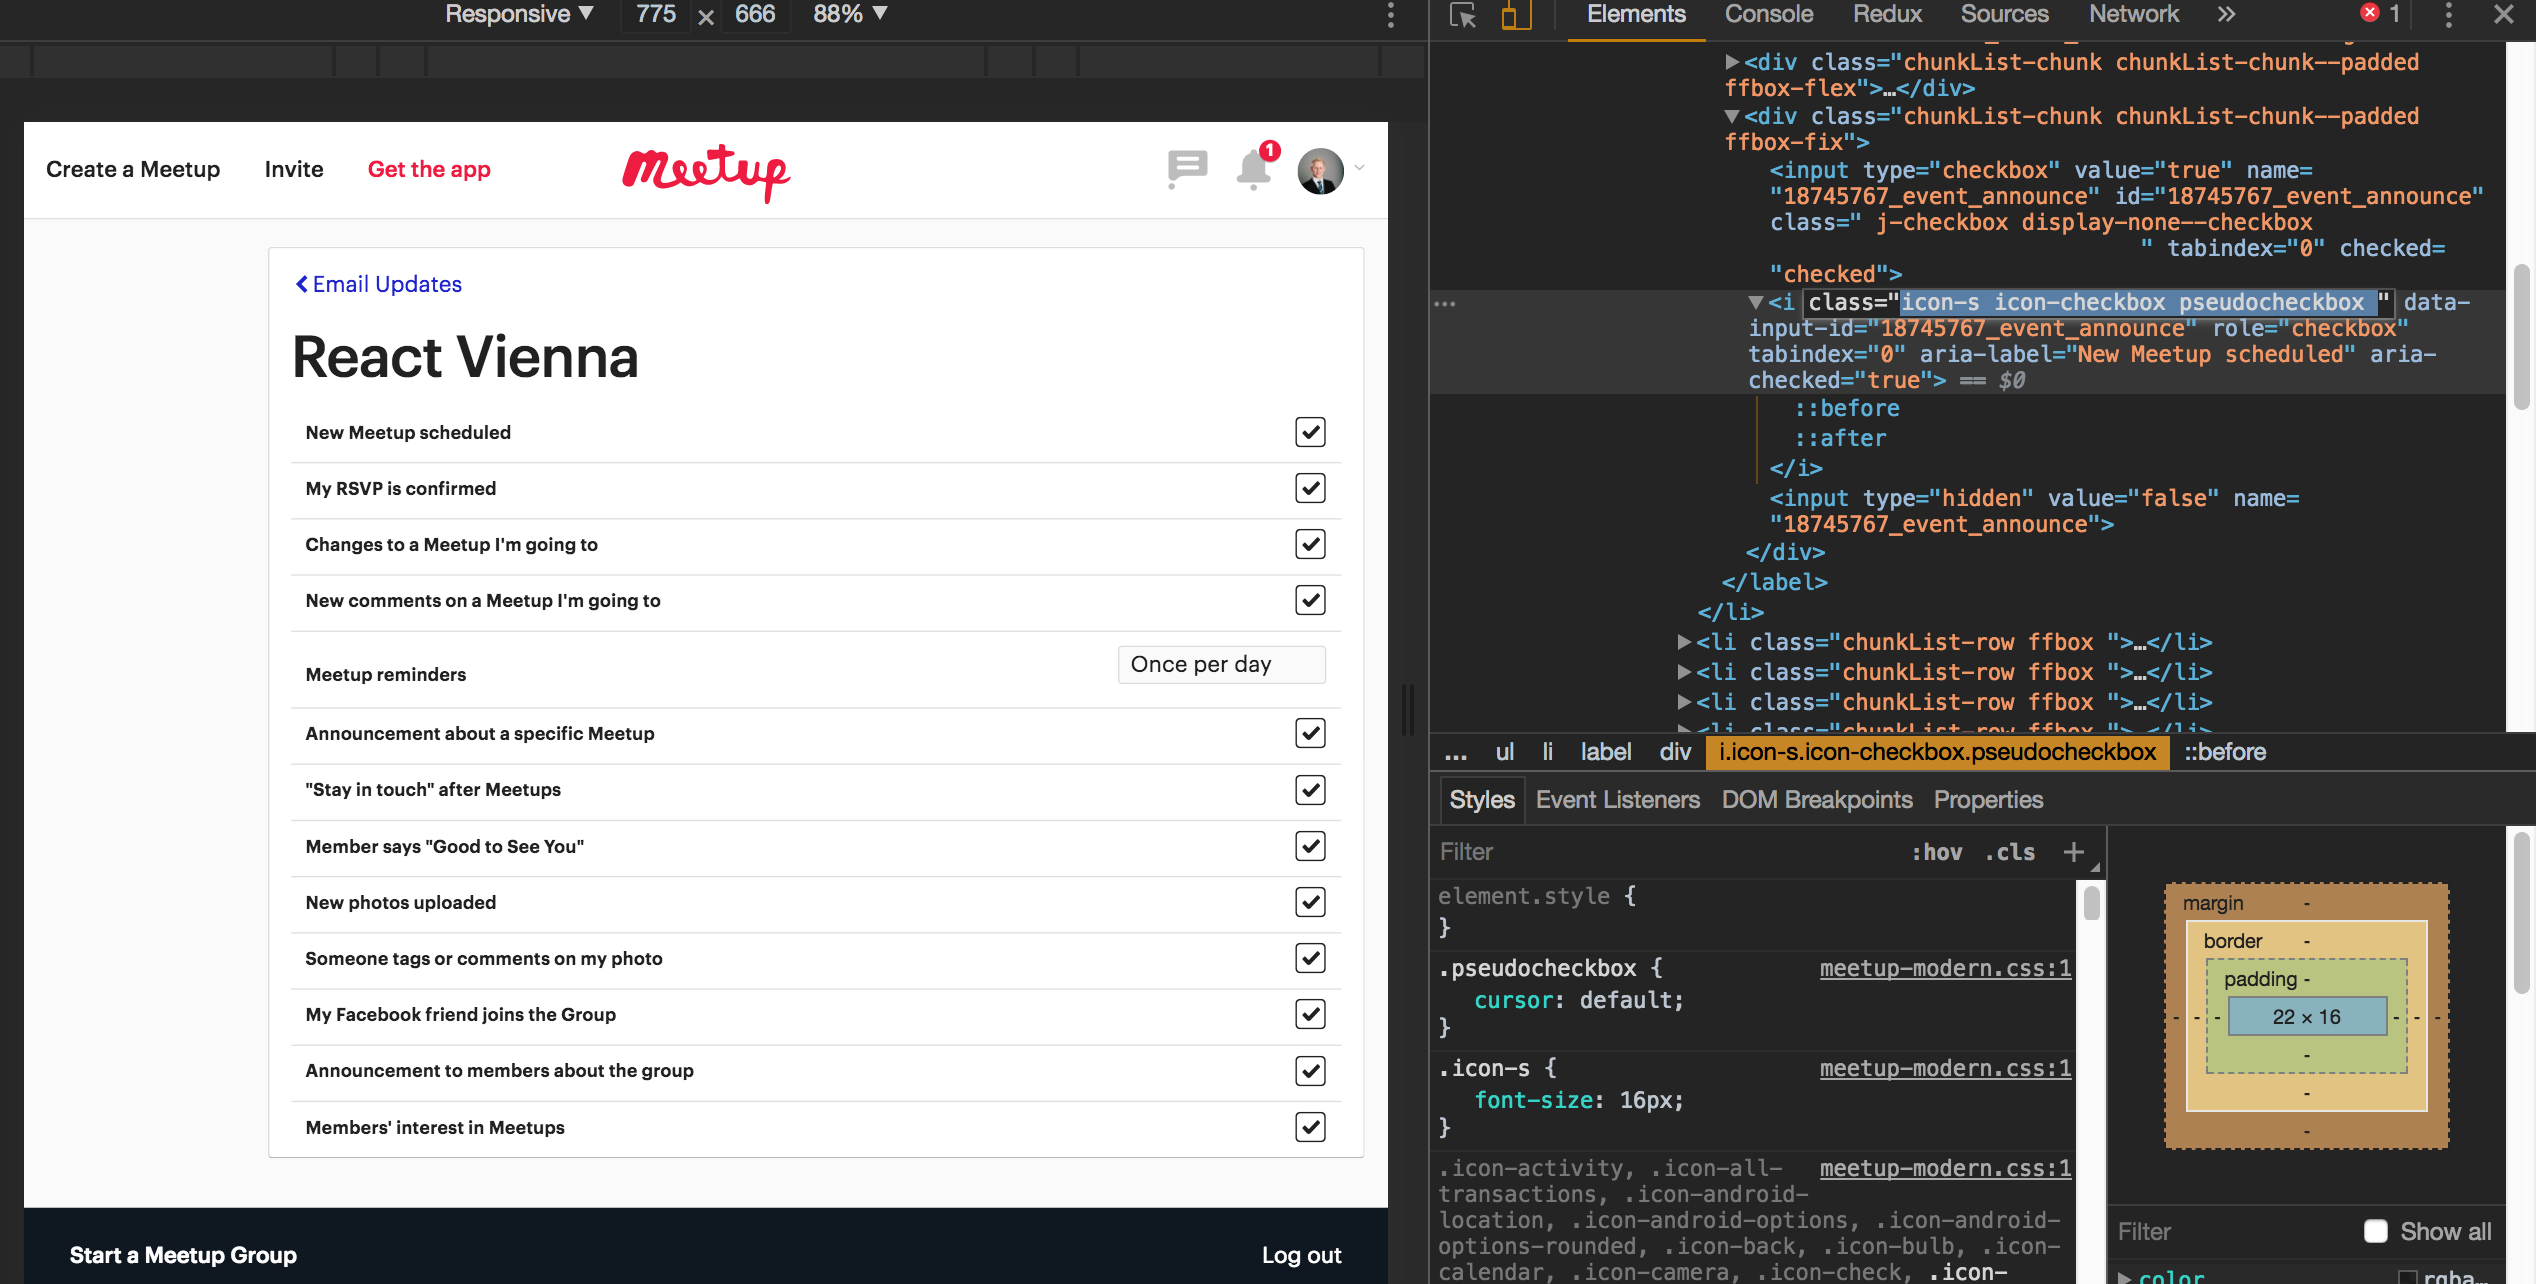 Responsive ▼ 775 × 666 88% ▼
Create a Meetup Invite Get the app meetup 1
Email Updates
React Vienna
New Meetup scheduled
My RSVP is confirmed
Changes to a Meetup I'm going to
New comments on a Meetup I'm going to
Meetup reminders Once per day
Announcement about a specific Meetup
"Stay in touch" after Meetups
Member says "Good to See You"
New photos uploaded
Someone tags or comments on my photo
My Facebook friend joins the Group
Announcement to members about the group
Members' interest in Meetups
Start a Meetup Group Log out
Elements Console Redux Sources Network » 1
▶<div class="chunkList-chunk chunkList-chunk--padded
ffbox-flex">…</div>
▼<div class="chunkList-chunk chunkList-chunk--padded
ffbox-fix">
<input type="checkbox" value="true" name=
"18745767_event_announce" id="18745767_event_announce"
class=" j-checkbox display-none--checkbox
" tabindex="0" checked=
"checked">
… ▼<i class="icon-s icon-checkbox pseudocheckbox " data-
input-id="18745767_event_announce" role="checkbox"
tabindex="0" aria-label="New Meetup scheduled" aria-
checked="true"> == $0
::before
::after
</i>
<input type="hidden" value="false" name=
"18745767_event_announce">
</div>
</label>
</li>
▶<li class="chunkList-row ffbox ">…</li>
▶<li class="chunkList-row ffbox ">…</li>
▶<li class="chunkList-row ffbox ">…</li>
▶<li class="chunkList-row ffbox ">…</li>
... ul li label div i.icon-s.icon-checkbox.pseudocheckbox ::before
Styles Event Listeners DOM Breakpoints Properties
Filter :hov .cls +
element.style {
}
.pseudocheckbox { meetup-modern.css:1
cursor: default;
}
.icon-s { meetup-modern.css:1
font-size: 16px;
}
.icon-activity, .icon-all- meetup-modern.css:1
transactions, .icon-android-
location, .icon-android-options, .icon-android-
options-rounded, .icon-back, .icon-bulb, .icon-
calendar, .icon-camera, .icon-check, .icon-
margin -
border -
padding -
- - - 22 × 16 - - -
-
-
-
Filter Show all
▶ color